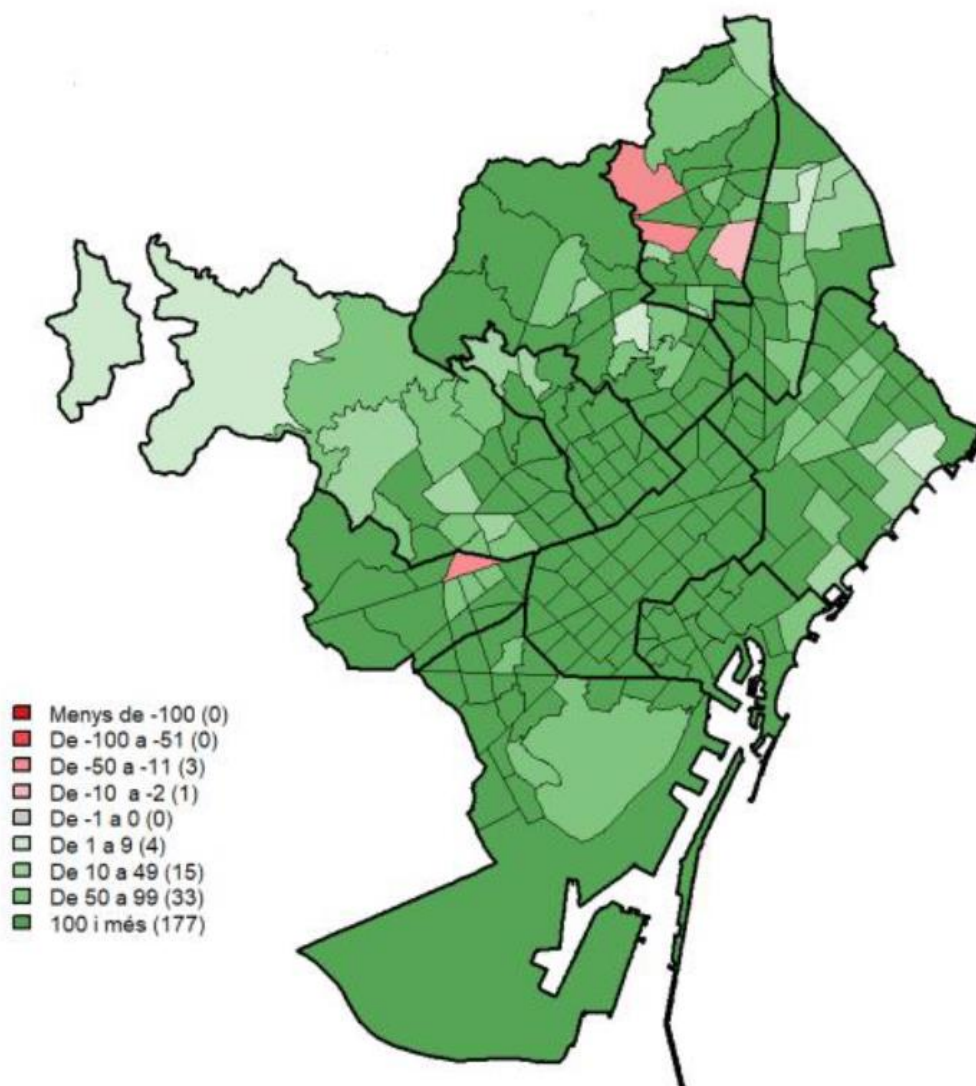 Menys de -100 (0)
De -100 a -51 (0)
De -50 a -11 (3)
De -10 a -2 (1)
De -1 a 0 (0)
De 1 a 9 (4)
De 10 a 49 (15)
De 50 a 99 (33)
100 i més (177)